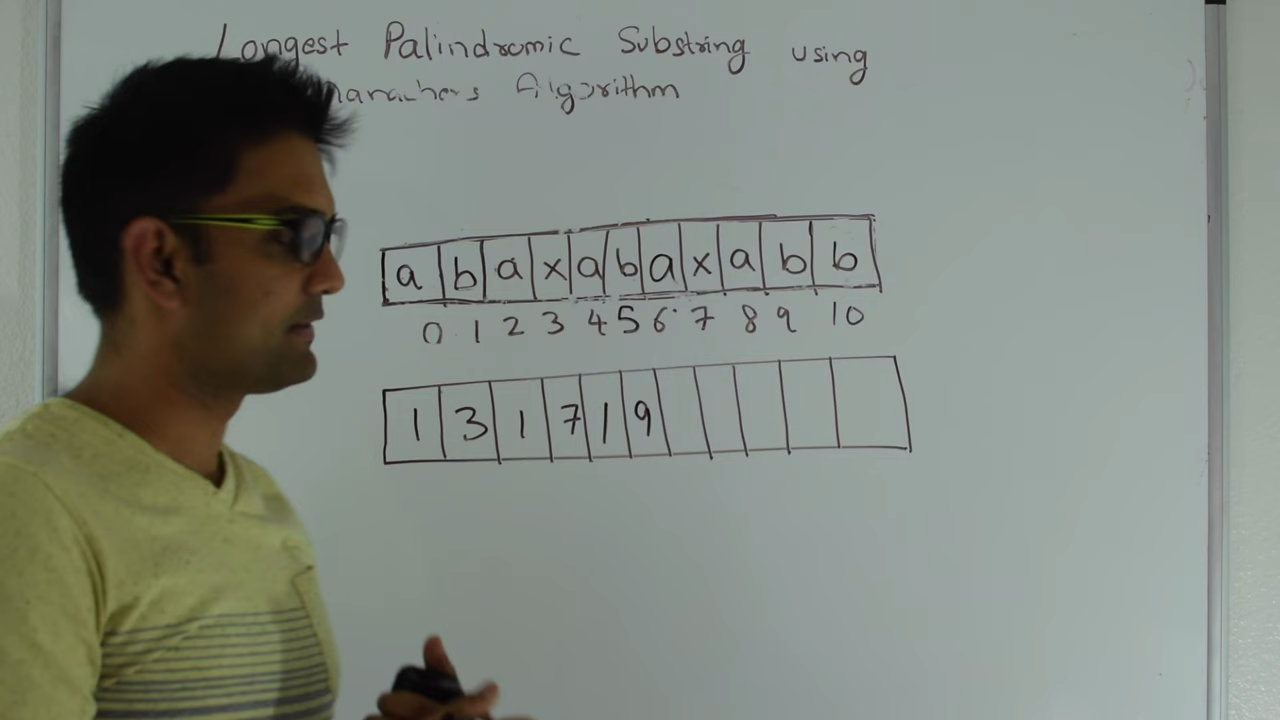 Longest Palindromic Substring using
Manachers Algorithm
a b a x a b a x a b b
0 1 2 3 4 5 6 7 8 9 10
1 3 1 7 1 9